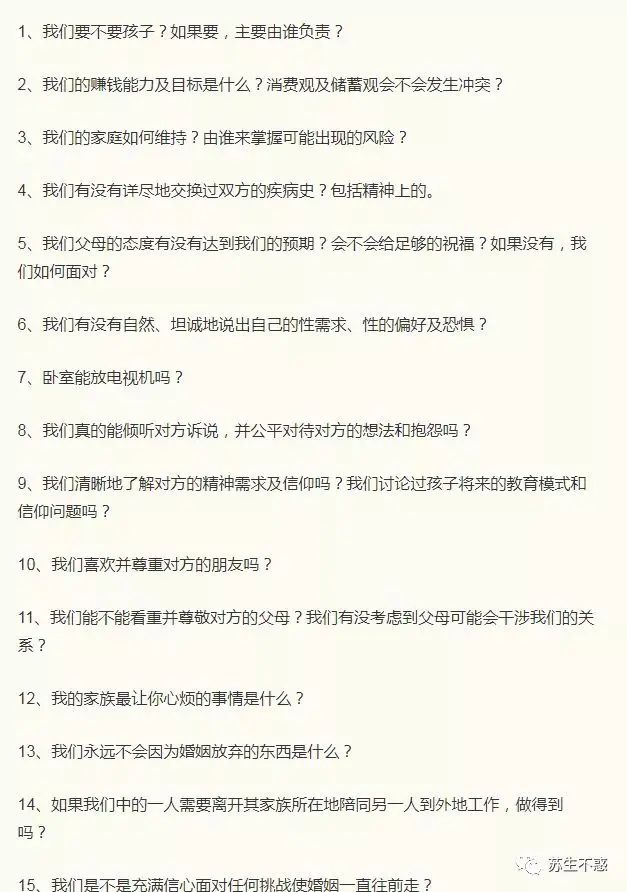 1、我们要不要孩子？如果要，主要由谁负责？
2、我们的赚钱能力及目标是什么？消费观及储蓄观会不会发生冲突？
3、我们的家庭如何维持？由谁来掌握可能出现的风险？
4、我们有没有详尽地交换过双方的疾病史？包括精神上的。
5、我们父母的态度有没有达到我们的预期？会不会给足够的祝福？如果没有，我
们如何面对？
6、我们有没有自然、坦诚地说出自己的性需求、性的偏好及恐惧？
7、卧室能放电视机吗？
8、我们真的能倾听对方诉说，并公平对待对方的想法和抱怨吗？
9、我们清晰地了解对方的精神需求及信仰吗？我们讨论过孩子将来的教育模式和
信仰问题吗？
10、我们喜欢并尊重对方的朋友吗？
11、我们能不能看重并尊敬对方的父母？我们有没考虑到父母可能会干涉我们的关
系？
12、我的家族最让你心烦的事情是什么？
13、我们永远不会因为婚姻放弃的东西是什么？
14、如果我们中的一人需要离开其家族所在地陪同另一人到外地工作，做得到
吗？
15、我们是不是充满信心面对任何挑战使婚姻一直往前走？
苏生不惑